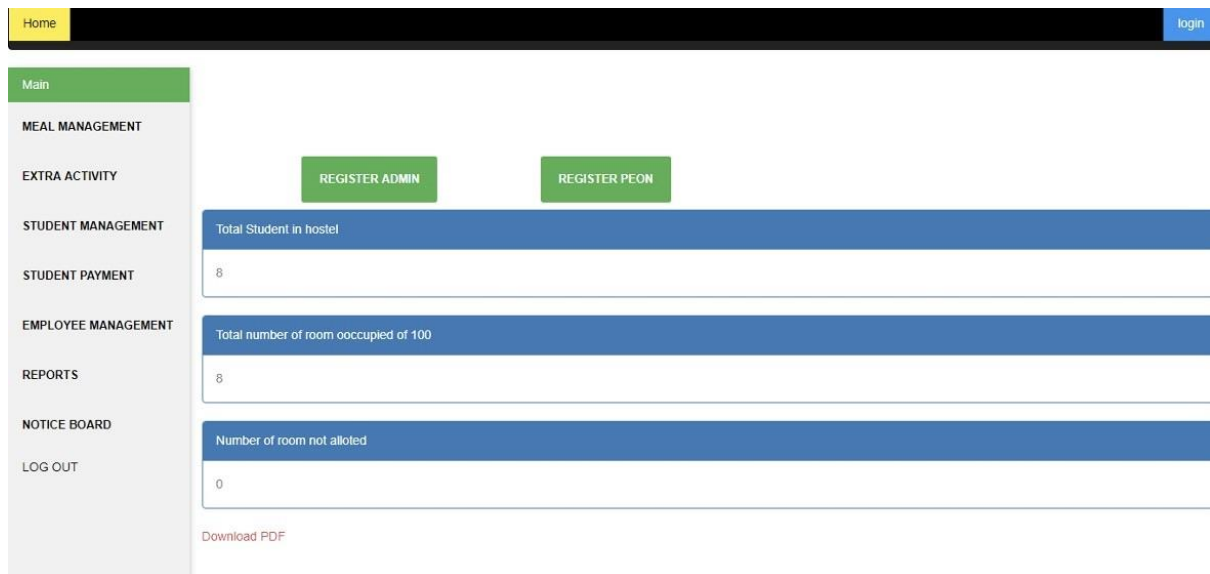 Home
login
Main
MEAL MANAGEMENT
EXTRA ACTIVITY
STUDENT MANAGEMENT
STUDENT PAYMENT
EMPLOYEE MANAGEMENT
REPORTS
NOTICE BOARD
LOG OUT
REGISTER ADMIN
REGISTER PEON
Total Student in hostel
8
Total number of room ooccupied of 100
8
Number of room not alloted
0
Download PDF